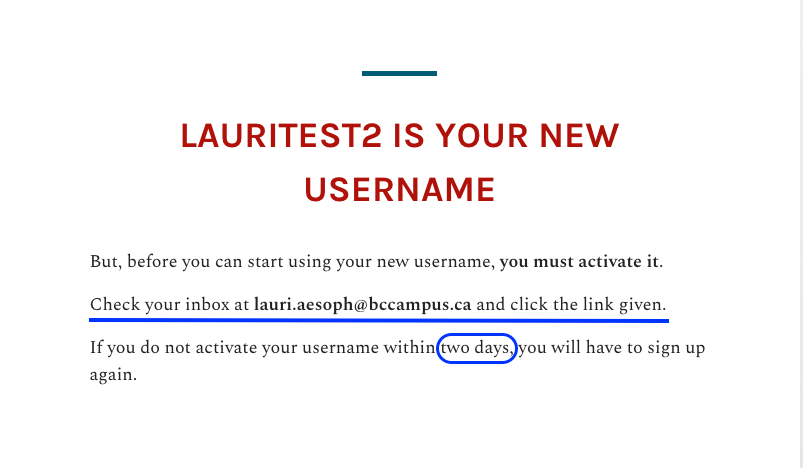 LAURITEST2 IS YOUR NEW
USERNAME
But, before you can start using your new username, you must activate it.
Check your inbox at lauri.aesoph@bccampus.ca and click the link given.
If you do not activate your username within two days, you will have to sign up
again.